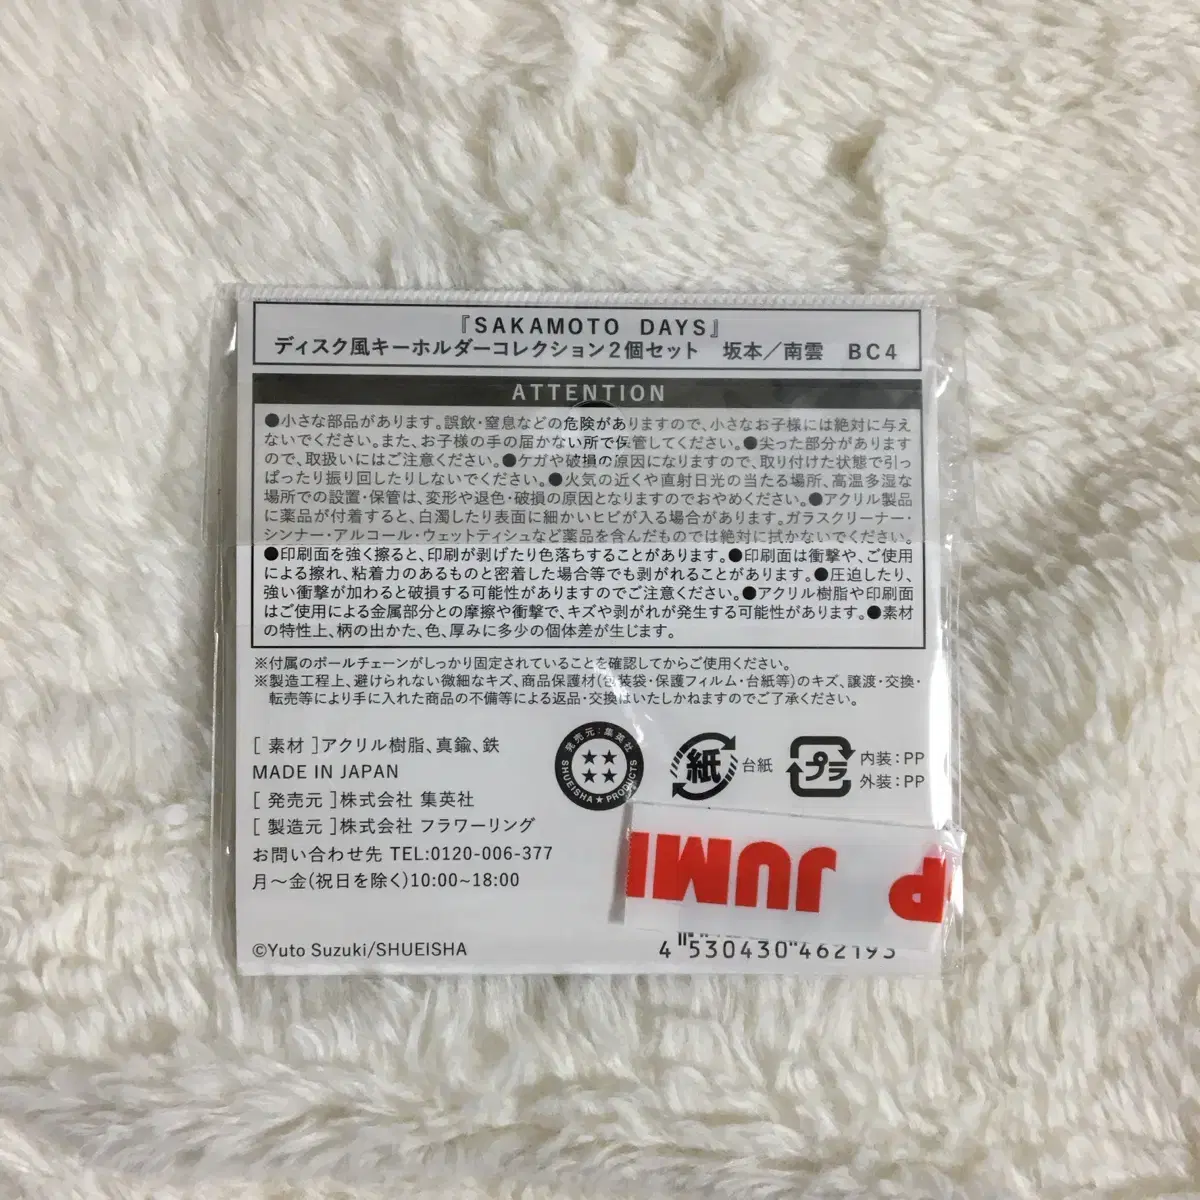 『SAKAMOTO DAYS』
ディスク風キーホルダーコレクション2個セット 坂本／南雲 BC4
ATTENTION
●小さな部品があります。誤飲・窒息などの危険がありますので、小さなお子様には絶対に与え
ないでください。また、お子様の手の届かない所で保管してください。●尖った部分があります
ので、取扱いにはご注意ください。●ケガや破損の原因になりますので、取り付けた状態で引っ
ぱったり振り回したりしないでください。●火気の近くや直射日光の当たる場所、高温多湿な
場所での設置・保管は、変形や退色・破損の原因となりますのでおやめください。●アクリル製品
に薬品が付着すると、白濁したり表面に細かいヒビが入る場合があります。ガラスクリーナー・
シンナー・アルコール・ウェットティシュなど薬品を含んだものでは絶対に拭かないでください。
●印刷面を強く擦ると、印刷が剥げたり色落ちすることがあります。●印刷面は衝撃や、ご使用
による擦れ、粘着力のあるものと密着した場合等でも剥がれることがあります。●圧迫したり、
強い衝撃が加わると破損する可能性がありますのでご注意ください。●アクリル樹脂や印刷面
はご使用による金属部分との摩擦や衝撃で、キズや剥がれが発生する可能性があります。●素材
の特性上、柄の出かた、色、厚みに多少の個体差が生じます。
※付属のボールチェーンがしっかり固定されていることを確認してからご使用ください。
※製造工程上、避けられない微細なキズ、商品保護材(包装袋・保護フィルム・台紙等)のキズ、譲渡・交換・
転売等により手に入れた商品の不備等による返品・交換はいたしかねますのでご了承ください。
[ 素材 ]アクリル樹脂、真鍮、鉄
MADE IN JAPAN
[ 発売元 ]株式会社 集英社
[ 製造元 ]株式会社 フラワーリング
お問い合わせ先 TEL:0120-006-377
月～金(祝日を除く)10:00~18:00
©Yuto Suzuki/SHUEISHA
発売元：集英社
SHUEISHA★PRODUCTS
紙
台紙
プラ
内装：PP
外装：PP
P JUM
4 530430 462193